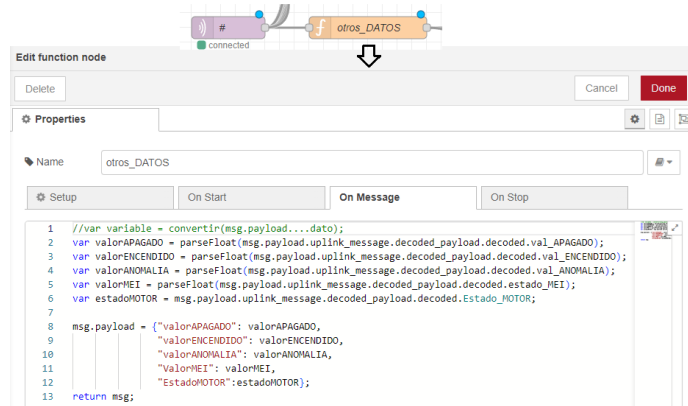 #
otros_DATOS
connected
Edit function node
Delete
Cancel
Done
Properties
Name
otros_DATOS
Setup
On Start
On Message
On Stop
1 //var variable = convertir(msg.payload....dato);
2 var valorAPAGADO = parseFloat(msg.payload.uplink_message.decoded_payload.decoded.val_APAGADO);
3 var valorENCENDIDO = parseFloat(msg.payload.uplink_message.decoded_payload.decoded.val_ENCENDIDO);
4 var valorANOMALIA = parseFloat(msg.payload.uplink_message.decoded_payload.decoded.val_ANOMALIA);
5 var valorMEI = parseFloat(msg.payload.uplink_message.decoded_payload.decoded.estado_MEI);
6 var estadoMOTOR = msg.payload.uplink_message.decoded_payload.decoded.Estado_MOTOR;
7
8 msg.payload = {"valorAPAGADO": valorAPAGADO,
9 "valorENCENDIDO": valorENCENDIDO,
10 "valorANOMALIA": valorANOMALIA,
11 "ValorMEI": valorMEI,
12 "EstadoMOTOR":estadoMOTOR};
13 return msg;